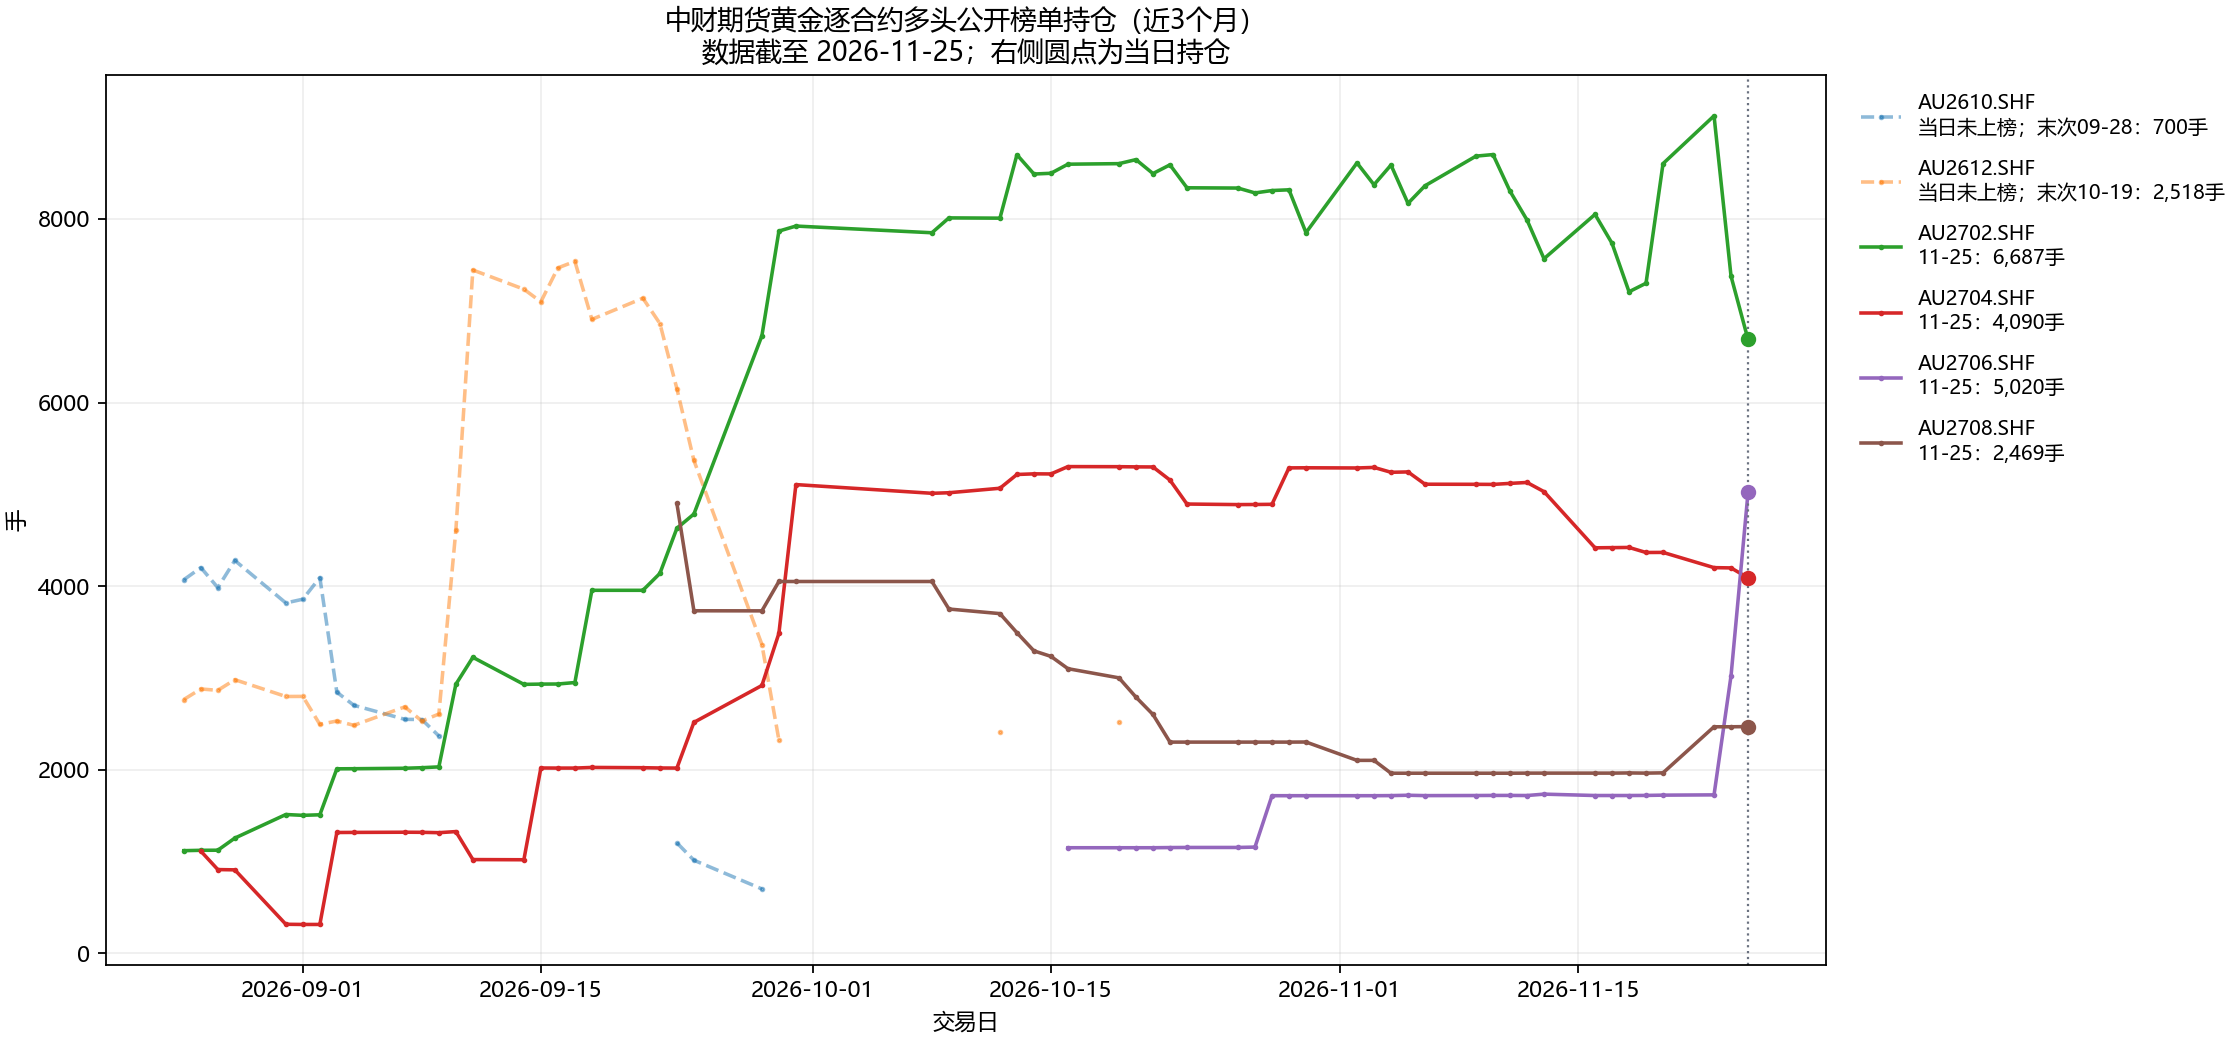 中财期货黄金逐合约多头公开榜单持仓（近3个月）
数据截至 2026-11-25；右侧圆点为当日持仓
AU2610.SHF
当日未上榜；末次09-28：700手
AU2612.SHF
当日未上榜；末次10-19：2,518手
AU2702.SHF
11-25：6,687手
AU2704.SHF
11-25：4,090手
AU2706.SHF
11-25：5,020手
AU2708.SHF
11-25：2,469手
手
8000
6000
4000
2000
0
2026-09-01
2026-09-15
2026-10-01
2026-10-15
2026-11-01
2026-11-15
交易日